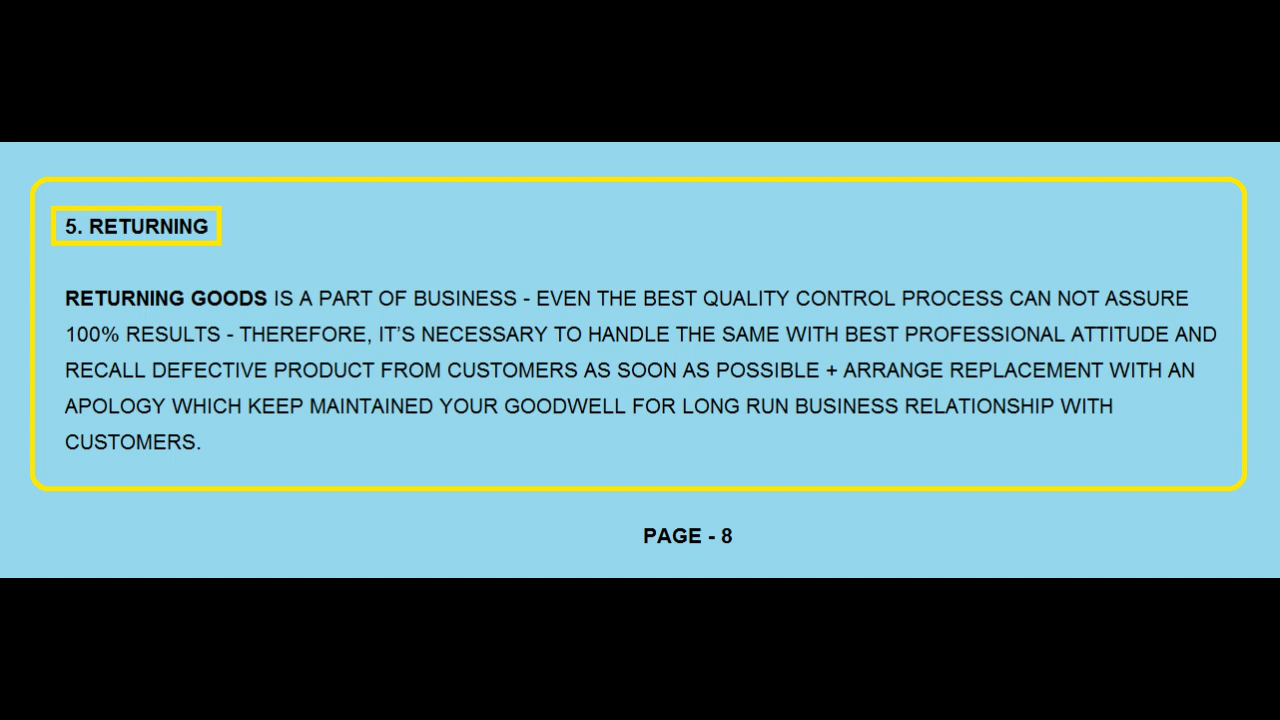 5. RETURNING
RETURNING GOODS IS A PART OF BUSINESS - EVEN THE BEST QUALITY CONTROL PROCESS CAN NOT ASSURE
100% RESULTS - THEREFORE, IT’S NECESSARY TO HANDLE THE SAME WITH BEST PROFESSIONAL ATTITUDE AND
RECALL DEFECTIVE PRODUCT FROM CUSTOMERS AS SOON AS POSSIBLE + ARRANGE REPLACEMENT WITH AN
APOLOGY WHICH KEEP MAINTAINED YOUR GOODWELL FOR LONG RUN BUSINESS RELATIONSHIP WITH
CUSTOMERS.
PAGE - 8